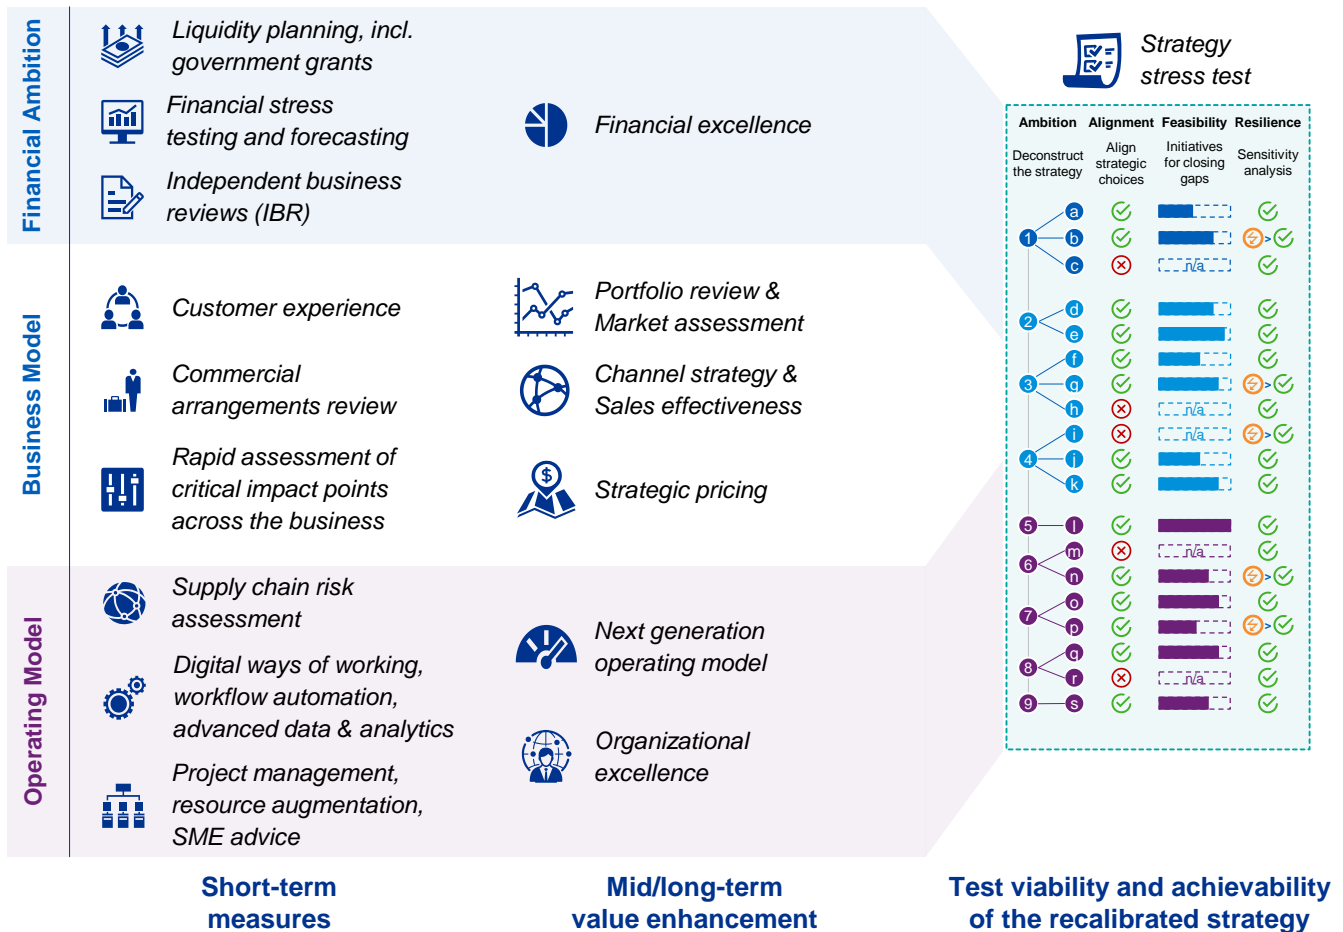 Financial Ambition
Liquidity planning, incl.
government grants
Financial stress
testing and forecasting
Independent business
reviews (IBR)
Financial excellence
Business Model
Customer experience
Commercial
arrangements review
Rapid assessment of
critical impact points
across the business
Portfolio review &
Market assessment
Channel strategy &
Sales effectiveness
$
Strategic pricing
Operating Model
Supply chain risk
assessment
Digital ways of working,
workflow automation,
advanced data & analytics
Project management,
resource augmentation,
SME advice
Next generation
operating model
Organizational
excellence
Strategy
stress test
Ambition Alignment Feasibility Resilience
Deconstruct
the strategy
Align
strategic
choices
Initiatives
for closing
gaps
Sensitivity
analysis
a
1 b >
c n/a
d
2
e
f
3 g >
h n/a
i n/a >
4 j
k
5 l
m n/a
6
n >
o
7
p >
q
8
r n/a
9 s
Short-term
measures
Mid/long-term
value enhancement
Test viability and achievability
of the recalibrated strategy